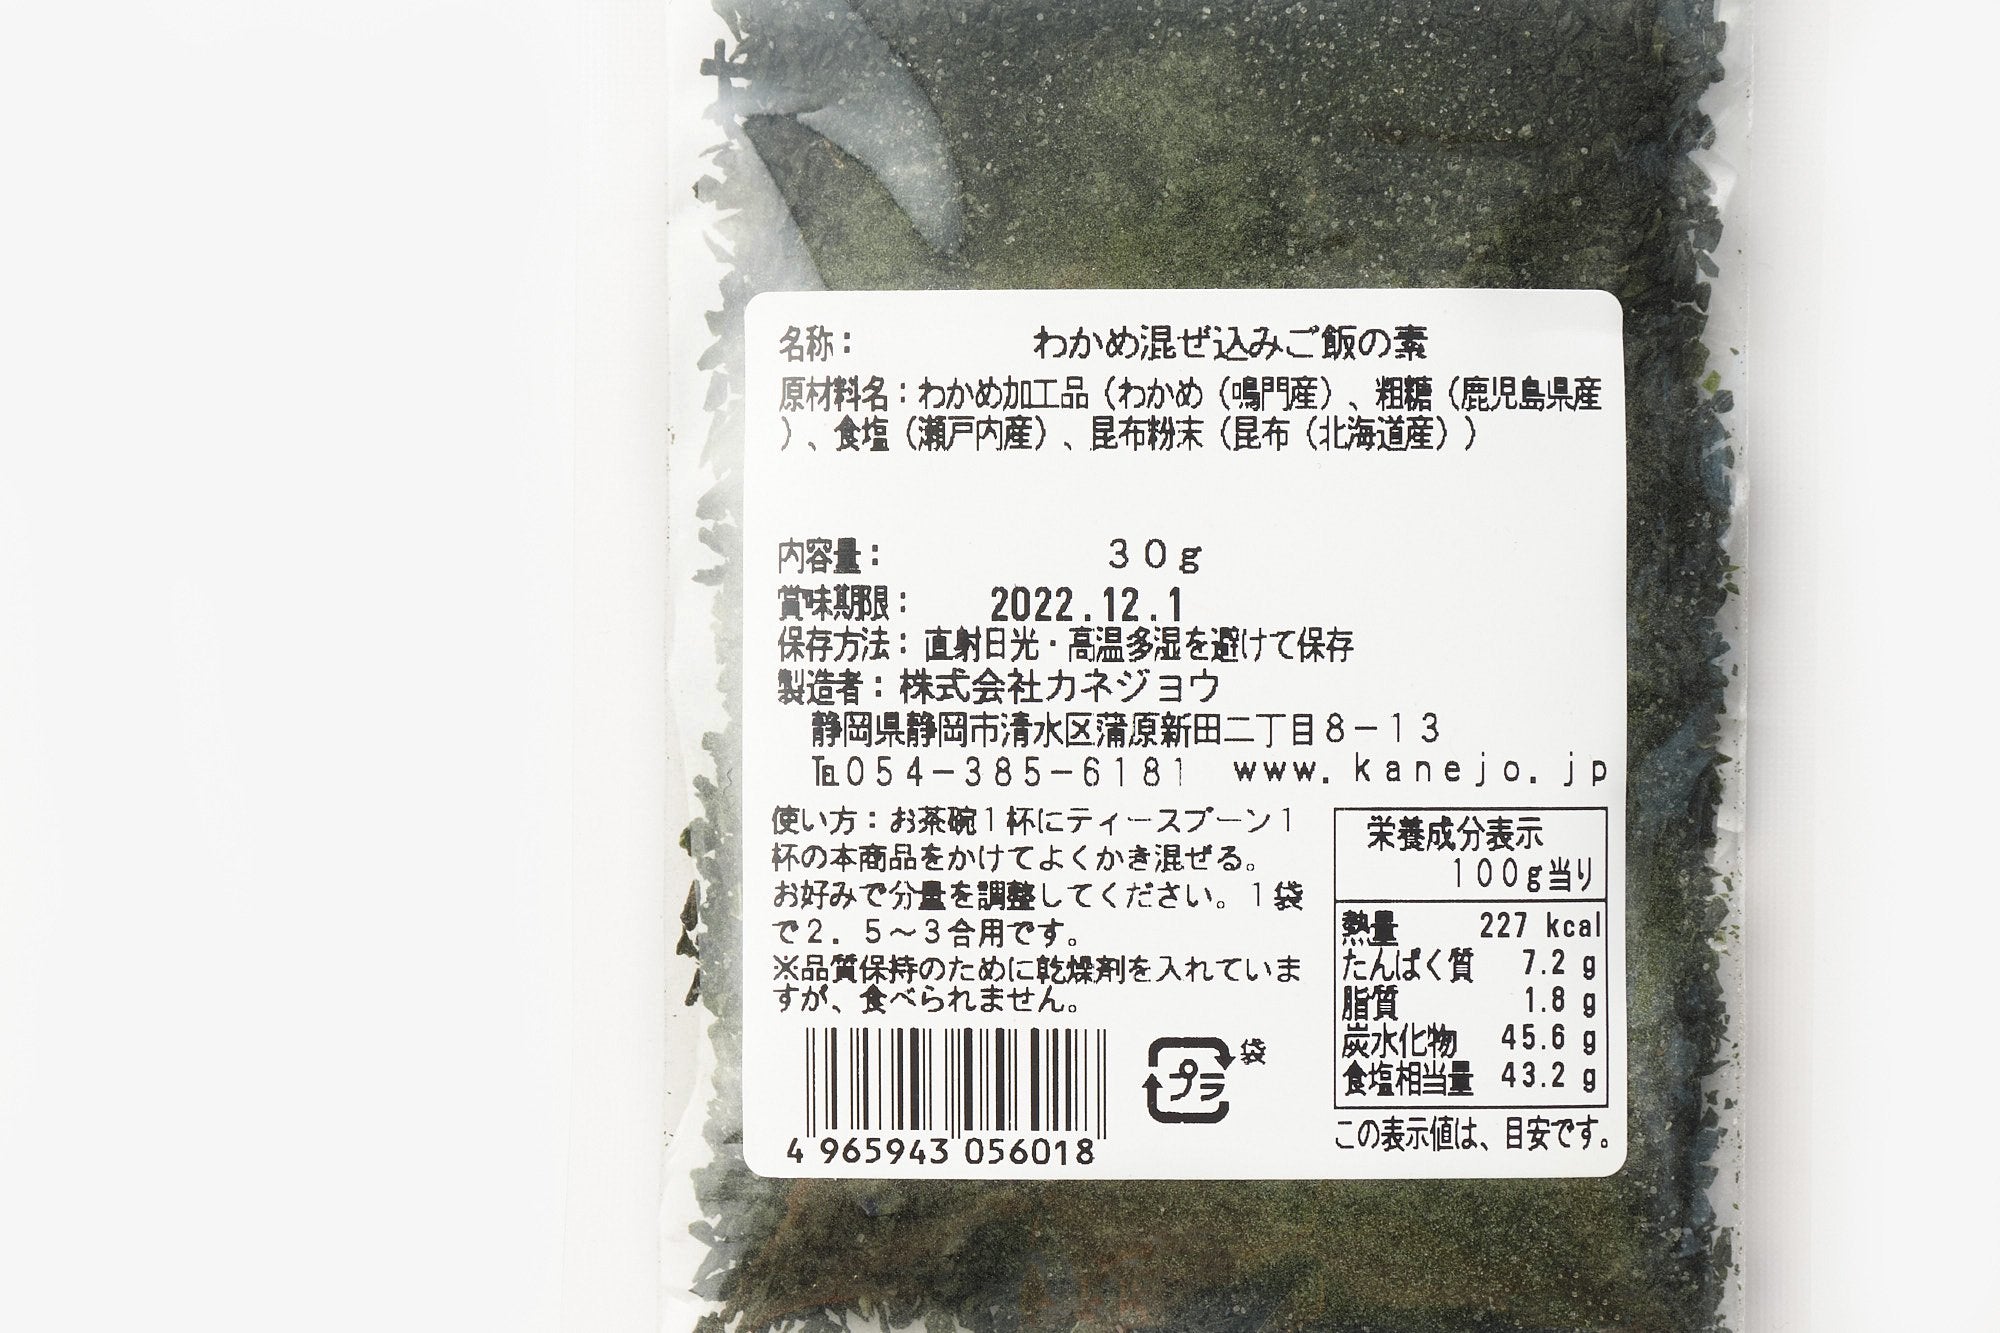 名称： わかめ混ぜ込みご飯の素
原材料名：わかめ加工品（わかめ（鳴門産）、粗糖（鹿児島県産
）、食塩（瀬戸内産）、昆布粉末（昆布（北海道産））
内容量： 30g
賞味期限： 2022.12.1
保存方法：直射日光・高温多湿を避けて保存
製造者：株式会社カネジョウ
静岡県静岡市清水区蒲原新田二丁目8－13
℡054－385－6181 www.kanejo.jp
使い方：お茶碗1杯にティースプーン1
杯の本商品をかけてよくかき混ぜる。
お好みで分量を調整してください。1袋
で2．5～3合用です。
※品質保持のために乾燥剤を入れていま
すが、食べられません。
栄養成分表示
100g当り
熱量 227 kcal
たんぱく質 7.2 g
脂質 1.8 g
炭水化物 45.6 g
食塩相当量 43.2 g
この表示値は、目安です。
プラ 袋
4 965943 056018